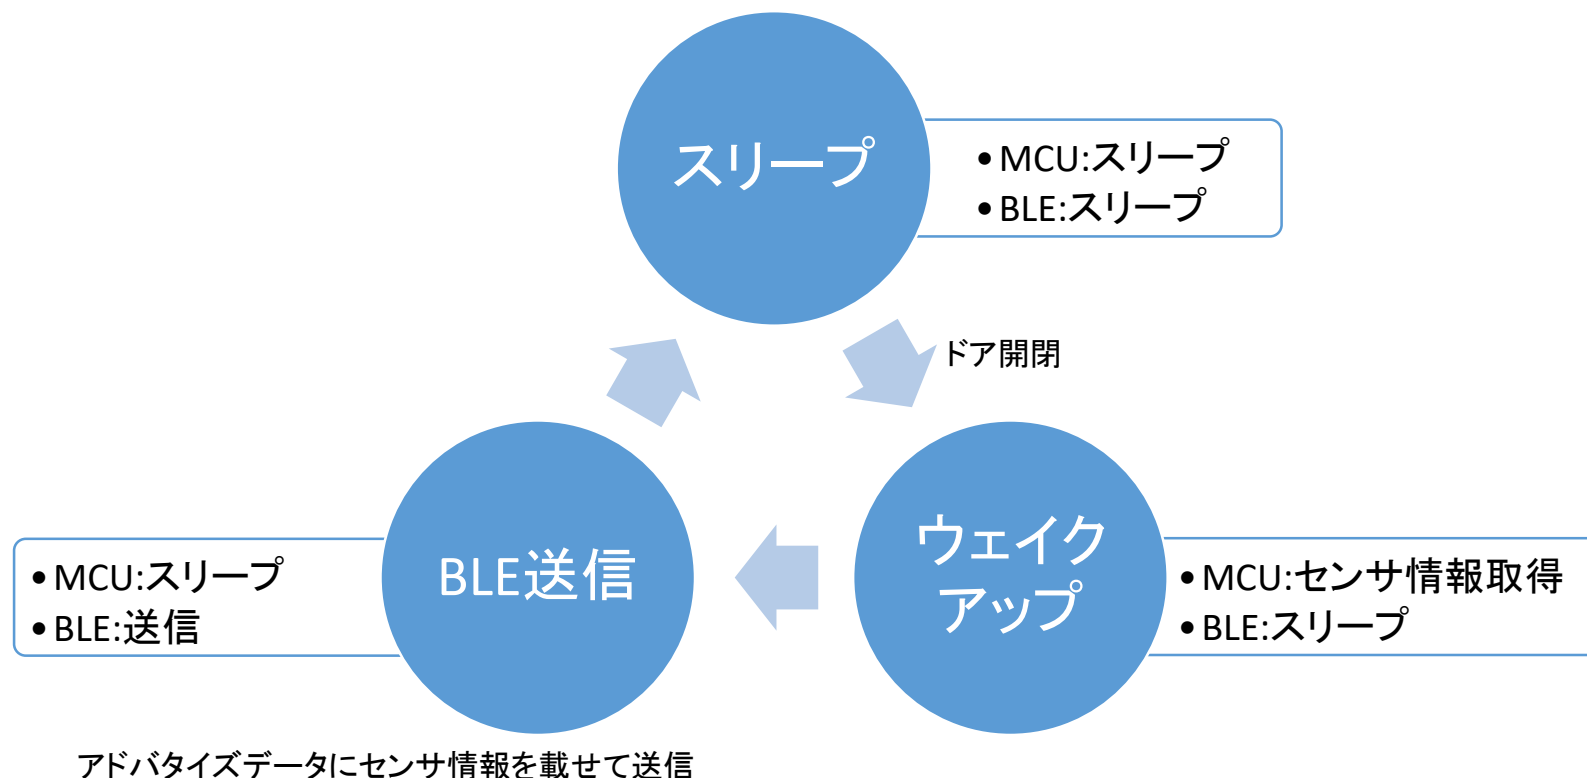 スリープ
•MCU:スリープ
•BLE:スリープ
ドア開閉
ウェイク
アップ
•MCU:センサ情報取得
•BLE:スリープ
BLE送信
•MCU:スリープ
•BLE:送信
アドバタイズデータにセンサ情報を載せて送信